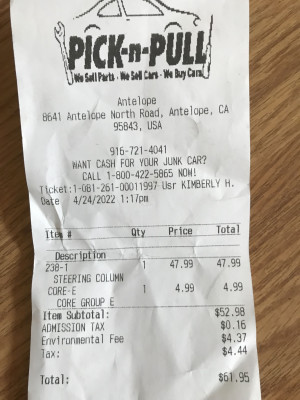 PICK-n-PULL
We Sell Parts · We Sell Cars · We Buy Cars
Antelope
8641 Antelope North Road, Antelope, CA
95843, USA
916-721-4041
WANT CASH FOR YOUR JUNK CAR?
CALL 1-800-422-5865 NOW!
Ticket:1-081-261-00011997 Usr KIMBERLY H.
Date 4/24/2022 1:17pm
Item # Qty Price Total
Description
238-1 1 47.99 47.99
STEERING COLUMN
CORE-E 1 4.99 4.99
CORE GROUP E
Item Subtotal: $52.98
ADMISSION TAX $0.16
Environmental Fee $4.37
Tax: $4.44
Total: $61.95